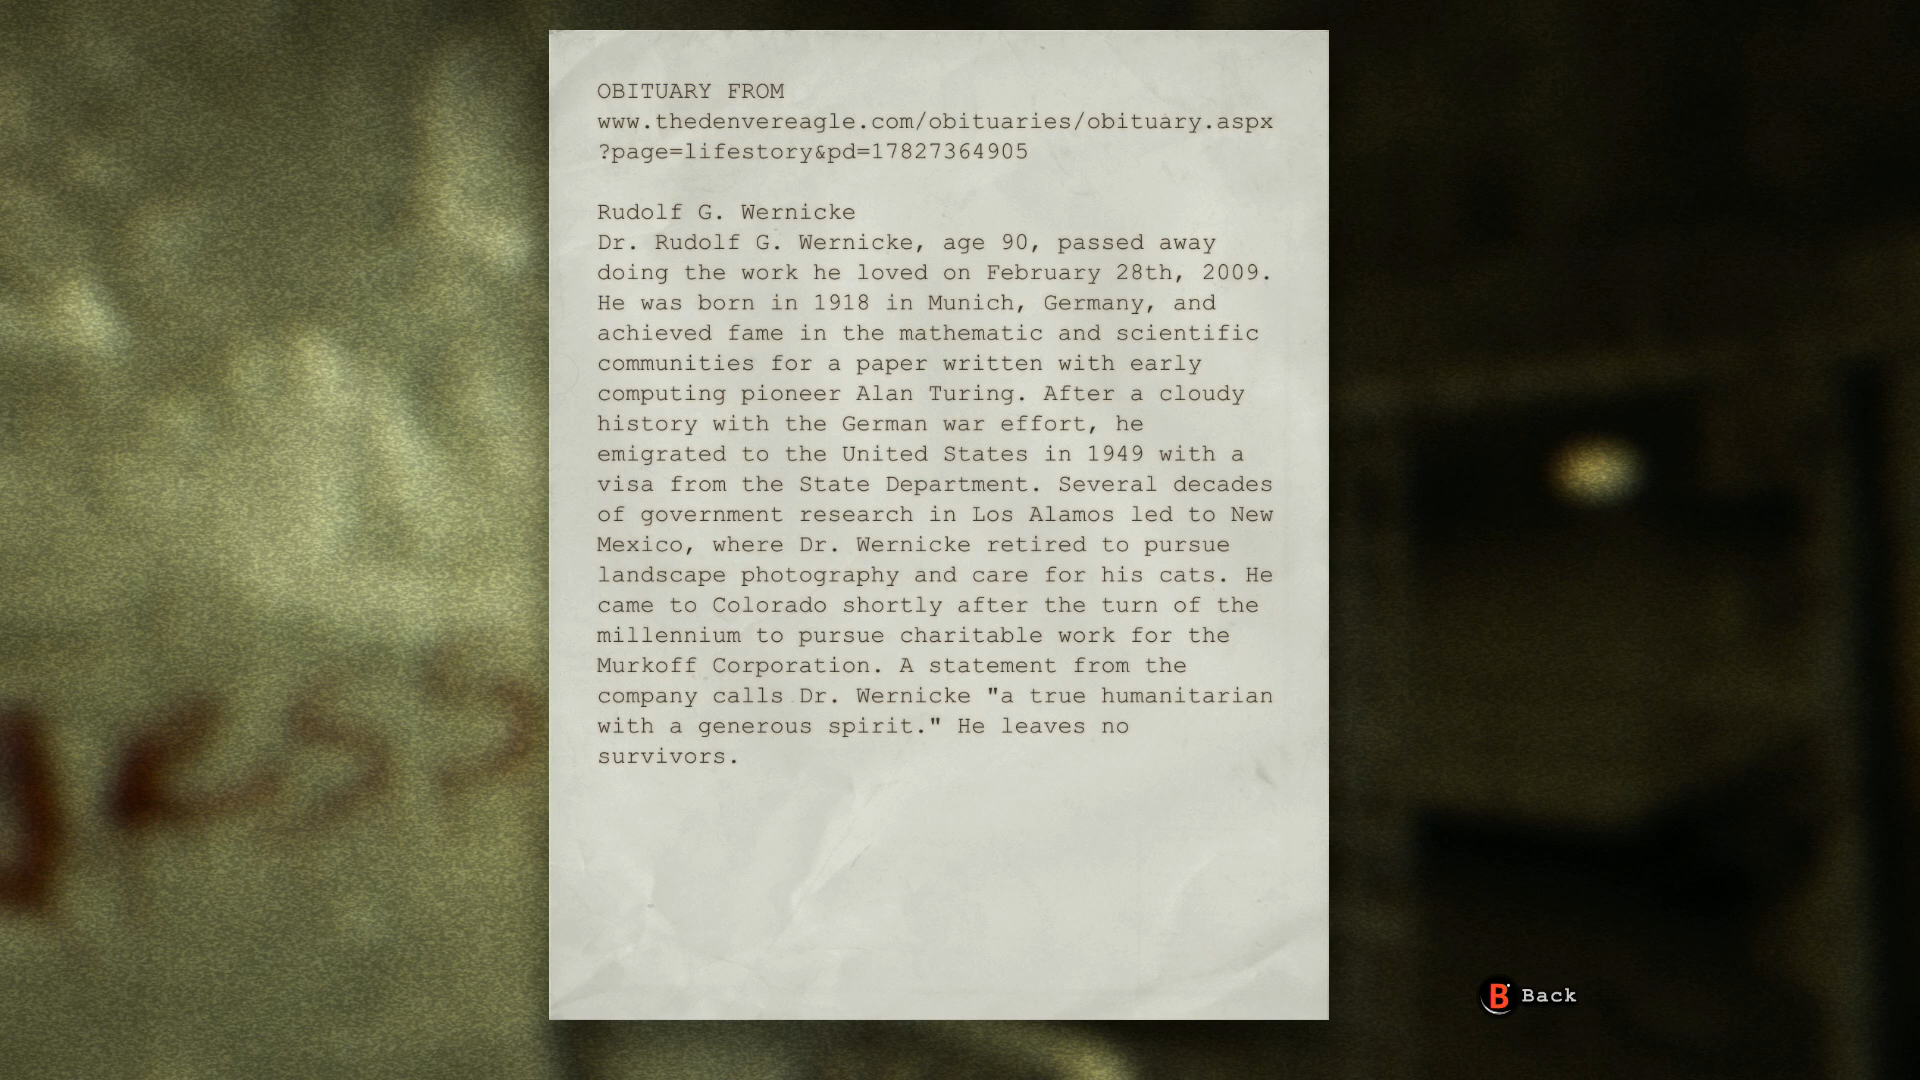 OBITUARY FROM
www.thedenvereagle.com/obituaries/obituary.aspx
?page=lifestory&pd=17827364905
Rudolf G. Wernicke
Dr. Rudolf G. Wernicke, age 90, passed away
doing the work he loved on February 28th, 2009.
He was born in 1918 in Munich, Germany, and
achieved fame in the mathematic and scientific
communities for a paper written with early
computing pioneer Alan Turing. After a cloudy
history with the German war effort, he
emigrated to the United States in 1949 with a
visa from the State Department. Several decades
of government research in Los Alamos led to New
Mexico, where Dr. Wernicke retired to pursue
landscape photography and care for his cats. He
came to Colorado shortly after the turn of the
millennium to pursue charitable work for the
Murkoff Corporation. A statement from the
company calls Dr. Wernicke "a true humanitarian
with a generous spirit." He leaves no
survivors.
B Back